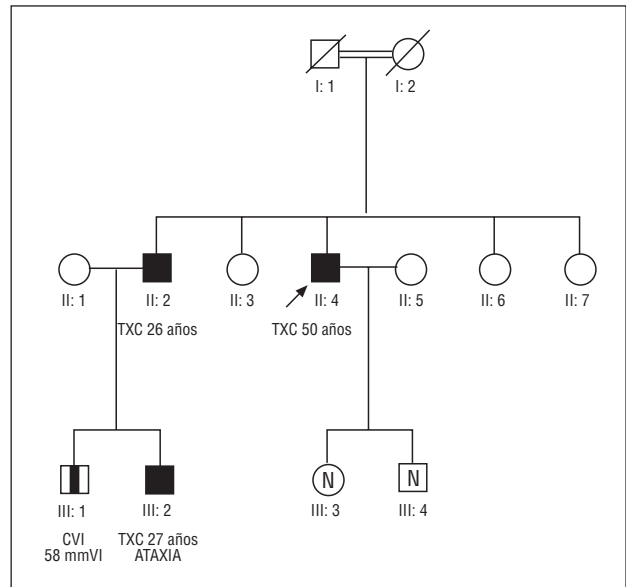 I: 1 I: 2
II: 1 II: 2 II: 3 II: 4 II: 5 II: 6 II: 7
TXC 26 años TXC 50 años
N N
III: 1 III: 2 III: 3 III: 4
CVI TXC 27 años
58 mmVI ATAXIA